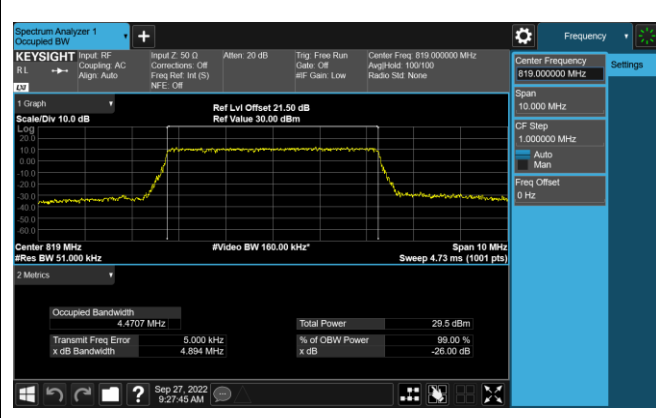 Spectrum Analyzer 1
Occupied BW
+
Frequency
KEYSIGHT
R L
LXI
Input: RF
Coupling: AC
Align: Auto
Input Z: 50 Ω
Corrections: Off
Freq Ref: Int (S)
NFE: Off
Atten: 20 dB
Trig: Free Run
Gate: Off
#IF Gain: Low
Center Freq: 819.000000 MHz
Avg|Hold: 100/100
Radio Std: None
Center Frequency
819.000000 MHz
Settings
Span
10.000 MHz
CF Step
1.000000 MHz
Auto
Man
Freq Offset
0 Hz
1 Graph
Scale/Div 10.0 dB
Ref Lvl Offset 21.50 dB
Ref Value 30.00 dBm
Log
20.0
10.0
0.00
-10.0
-20.0
-30.0
-40.0
-50.0
-60.0
Center 819 MHz
#Video BW 160.00 kHz*
Span 10 MHz
#Res BW 51.000 kHz
Sweep 4.73 ms (1001 pts)
2 Metrics
Occupied Bandwidth
4.4707 MHz
Total Power 29.5 dBm
Transmit Freq Error 5.000 kHz
% of OBW Power 99.00 %
x dB Bandwidth 4.894 MHz
x dB -26.00 dB
?
Sep 27, 2022
9:27:45 AM